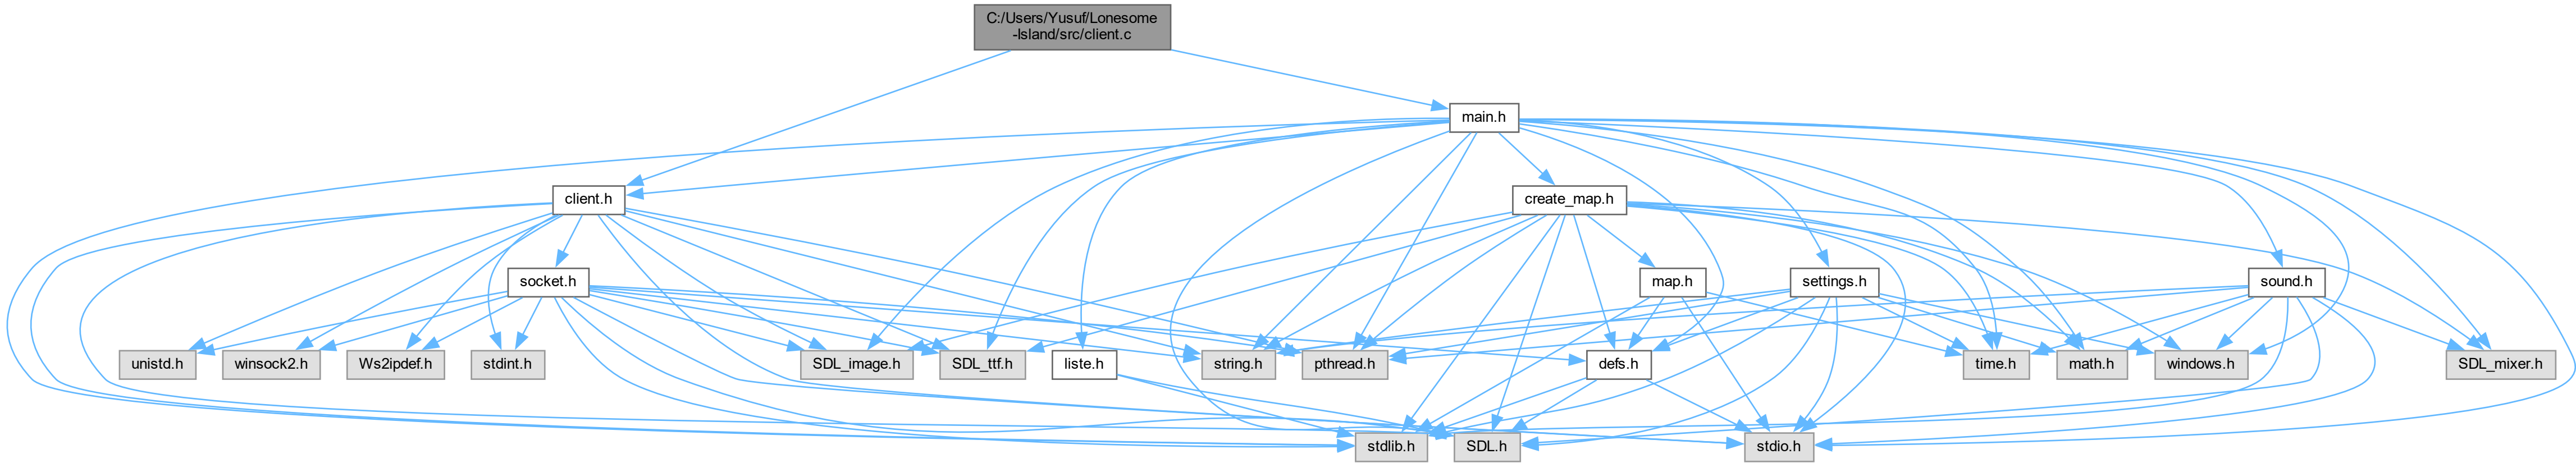 C:/Users/Yusuf/Lonesome
-Island/src/client.c
main.h
client.h
create_map.h
socket.h
map.h
settings.h
sound.h
unistd.h
winsock2.h
Ws2ipdef.h
stdint.h
SDL_image.h
SDL_ttf.h
liste.h
string.h
pthread.h
defs.h
time.h
math.h
windows.h
SDL_mixer.h
stdlib.h
SDL.h
stdio.h